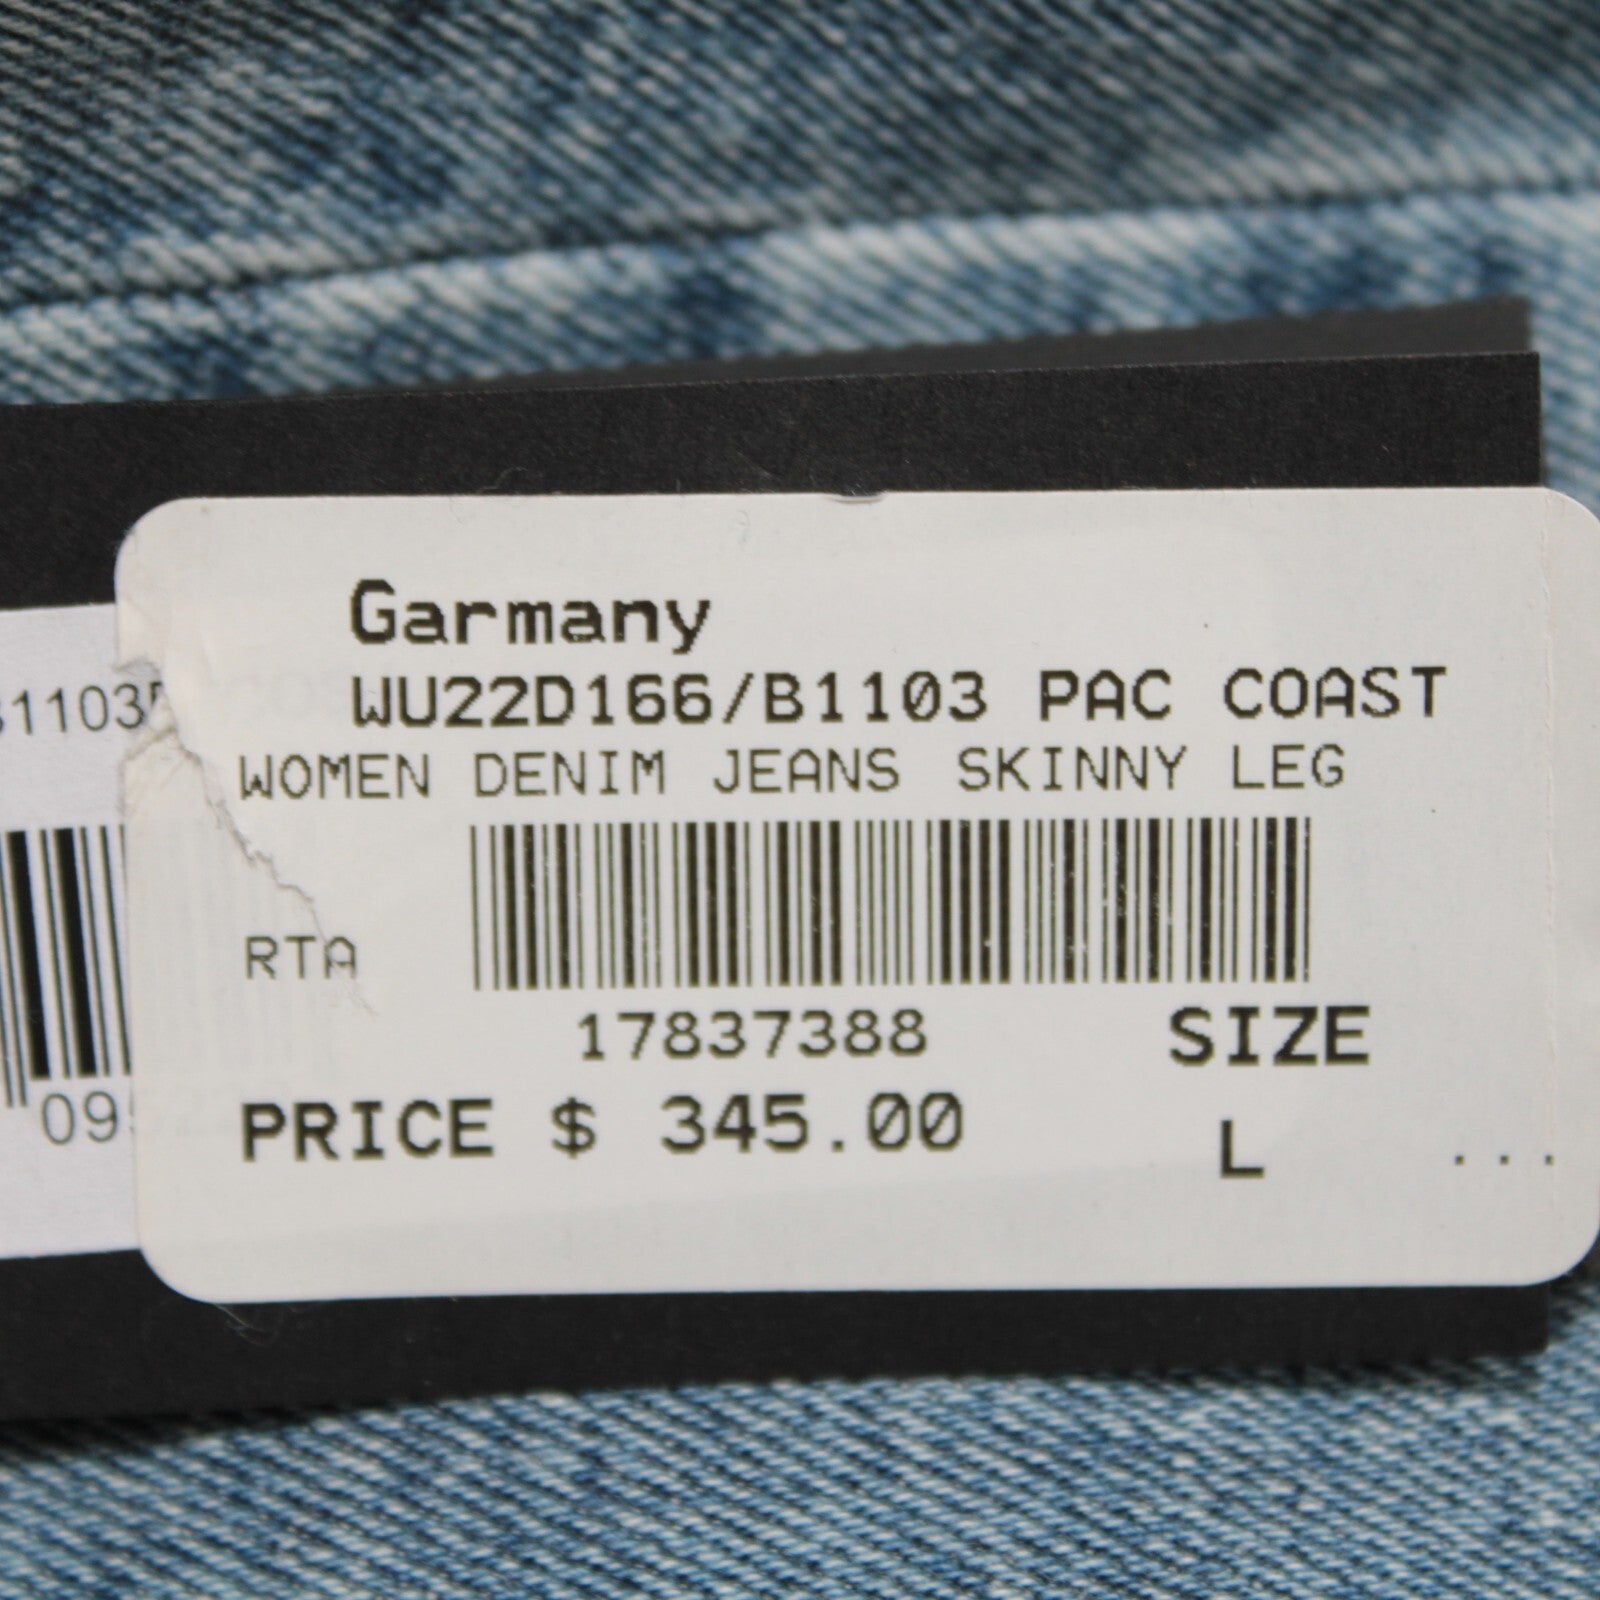 Garmany
WU22D166/B1103 PAC COAST
WOMEN DENIM JEANS SKINNY LEG
RTA
17837388
SIZE
PRICE $ 345.00
L ...